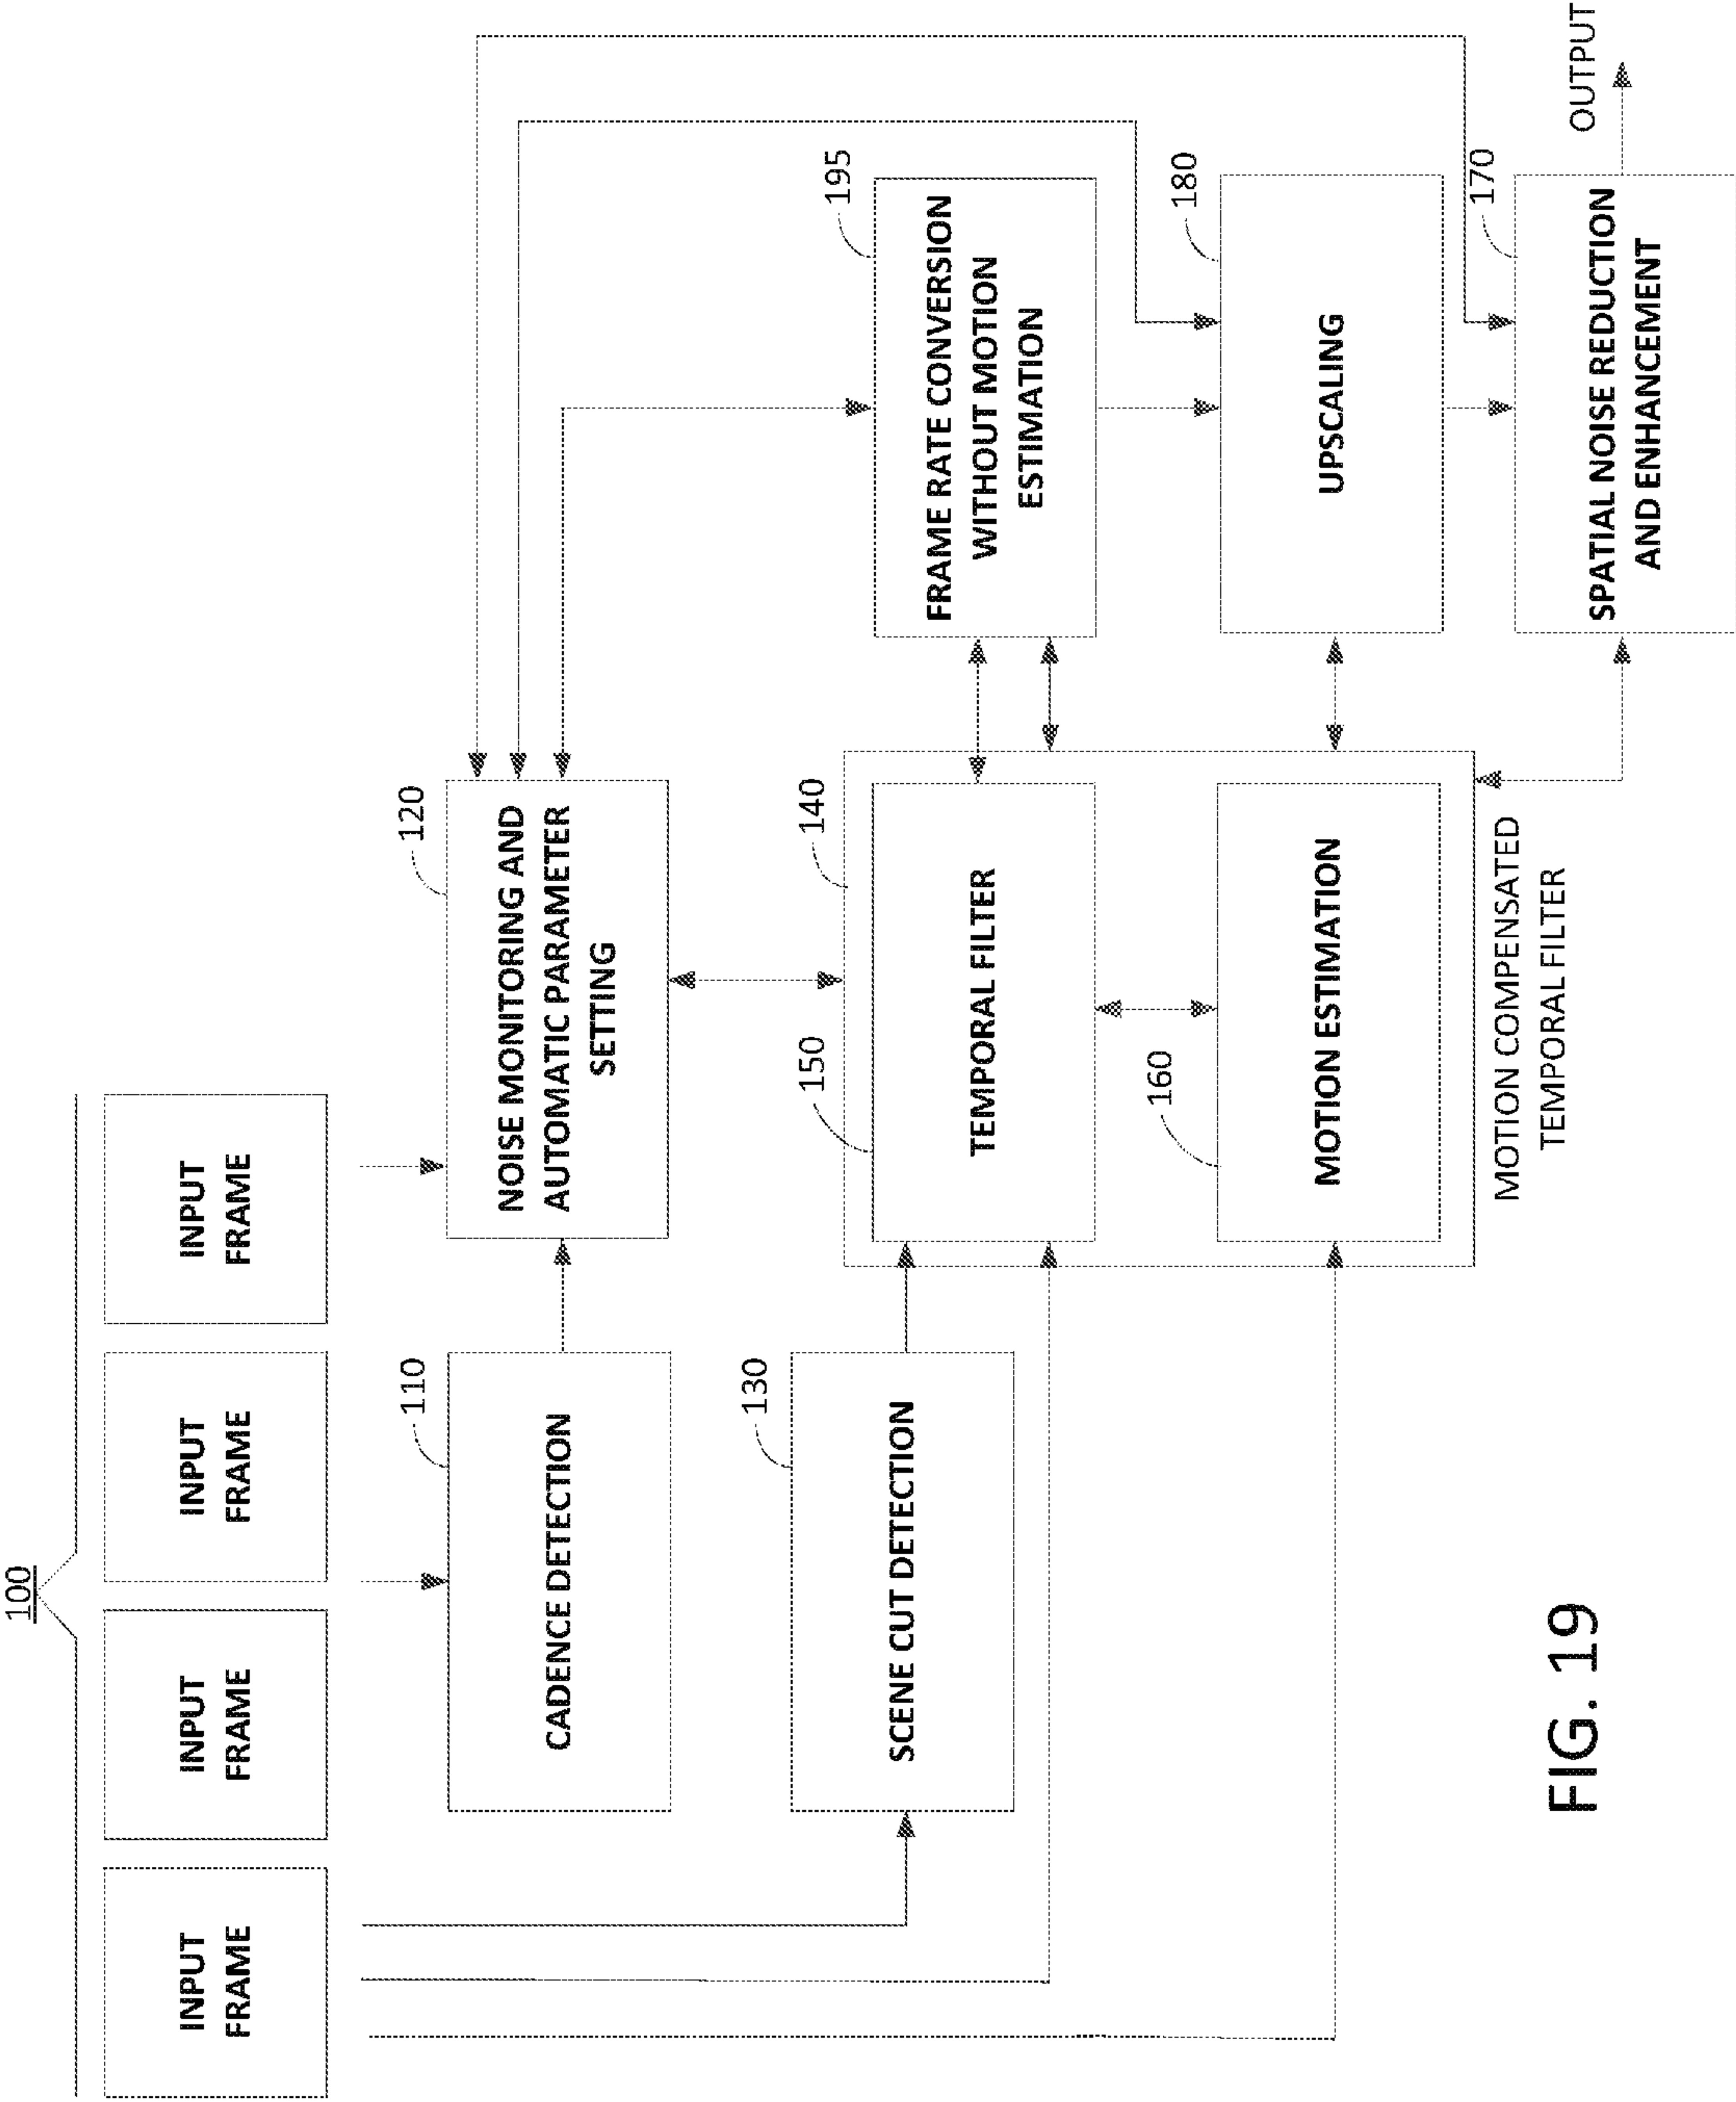 100
INPUT
FRAME
INPUT
FRAME
INPUT
FRAME
INPUT
FRAME
110
CADENCE DETECTION
120
NOISE MONITORING AND
AUTOMATIC PARAMETER
SETTING
130
SCENE CUT DETECTION
140
150
TEMPORAL FILTER
160
MOTION ESTIMATION
MOTION COMPENSATED
TEMPORAL FILTER
195
FRAME RATE CONVERSION
WITHOUT MOTION
ESTIMATION
180
UPSCALING
170
SPATIAL NOISE REDUCTION
AND ENHANCEMENT
OUTPUT
FIG. 19